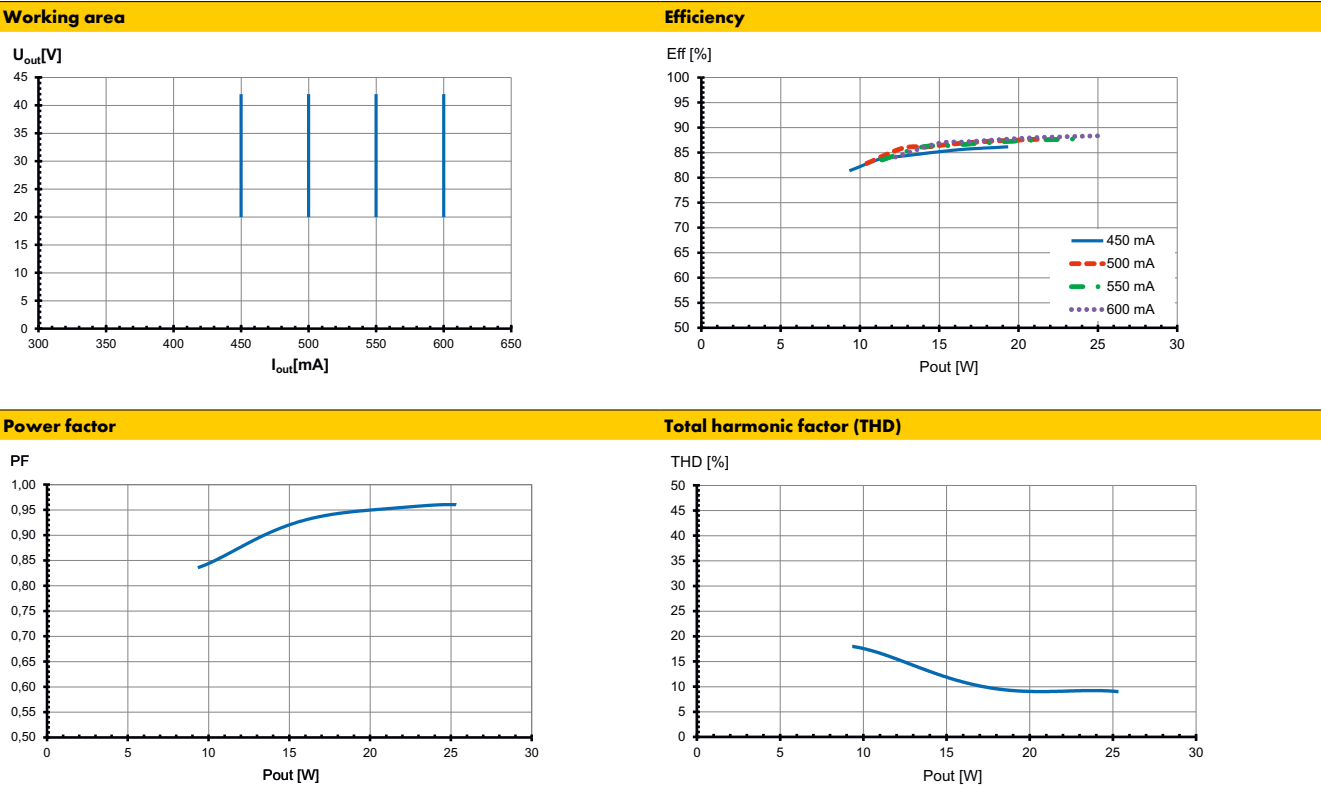 Working area
U out[V]
45
40
35
30
25
20
15
10
5
0
300 350 400 450 500 550 600 650
I out[mA]
Efficiency
Eff [%]
100
95
90
85
80
75
70
65
60
55
50
450 mA
500 mA
550 mA
600 mA
0 5 10 15 20 25 30
Pout [W]
Power factor
PF
1,00
0,95
0,90
0,85
0,80
0,75
0,70
0,65
0,60
0,55
0,50
0 5 10 15 20 25 30
Pout [W]
Total harmonic factor (THD)
THD [%]
50
45
40
35
30
25
20
15
10
5
0
0 5 10 15 20 25 30
Pout [W]